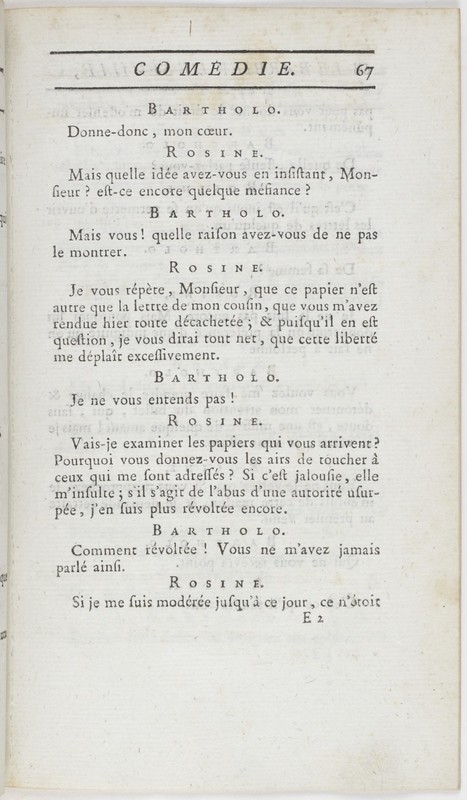 COMÉDIE. 67
BARTHOLO.
Donne-donc, mon cœur.
ROSINE.
Mais quelle idée avez-vous en inſiſtant, Mon-
ſieur ? eſt-ce encore quelque méfiance ?
BARTHOLO.
Mais vous ! quelle raiſon avez-vous de ne pas
le montrer.
ROSINE.
Je vous répète, Monſieur, que ce papier n'eſt
autre que la lettre de mon couſin, que vous m'avez
rendue hier toute décachetée ; & puiſqu'il en eſt
queſtion, je vous dirai tout net, que cette liberté
me déplaît exceſſivement.
BARTHOLO.
Je ne vous entends pas !
ROSINE.
Vais-je examiner les papiers qui vous arrivent ?
Pourquoi vous donnez-vous les airs de toucher à
ceux qui me ſont adreſſés ? Si c'eſt jalouſie, elle
m'inſulte ; s'il s'agit de l'abus d'une autorité uſur-
pée, j'en ſuis plus révoltée encore.
BARTHOLO.
Comment révoltée ! Vous ne m'avez jamais
parlé ainſi.
ROSINE.
Si je me ſuis modérée juſqu'à ce jour, ce n'étoit
E 2